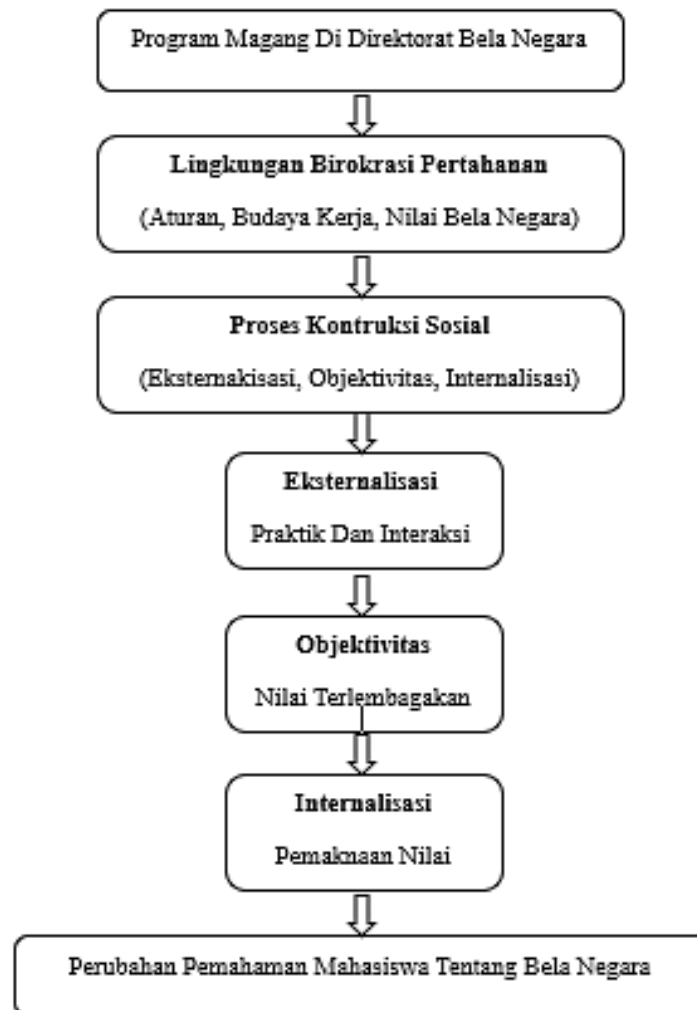 Program Magang Di Direktorat Bela Negara
Lingkungan Birokrasi Pertahanan
(Aturan, Budaya Kerja, Nilai Bela Negara)
Proses Kontruksi Sosial
(Eksternakisasi, Objektivitas, Internalisasi)
Eksternalisasi
Praktik Dan Interaksi
Objektivitas
Nilai Terlembagakan
Internalisasi
Pemaknaan Nilai
Perubahan Pemahaman Mahasiswa Tentang Bela Negara